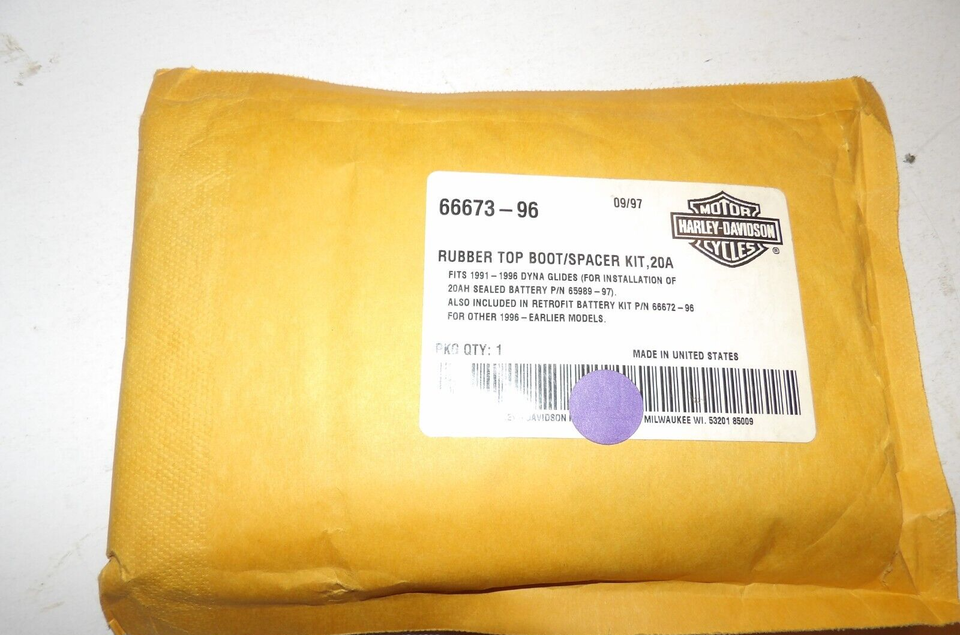 66673-96
09/97
MOTOR
HARLEY-DAVIDSON
CYCLES
®
RUBBER TOP BOOT/SPACER KIT,20A
FITS 1991-1996 DYNA GLIDES (FOR INSTALLATION OF
20AH SEALED BATTERY P/N 65989-97).
ALSO INCLUDED IN RETROFIT BATTERY KIT P/N 66672-96
FOR OTHER 1996-EARLIER MODELS.
PKG QTY: 1
MADE IN UNITED STATES
DAVIDSON MILWAUKEE WI. 53201 85009